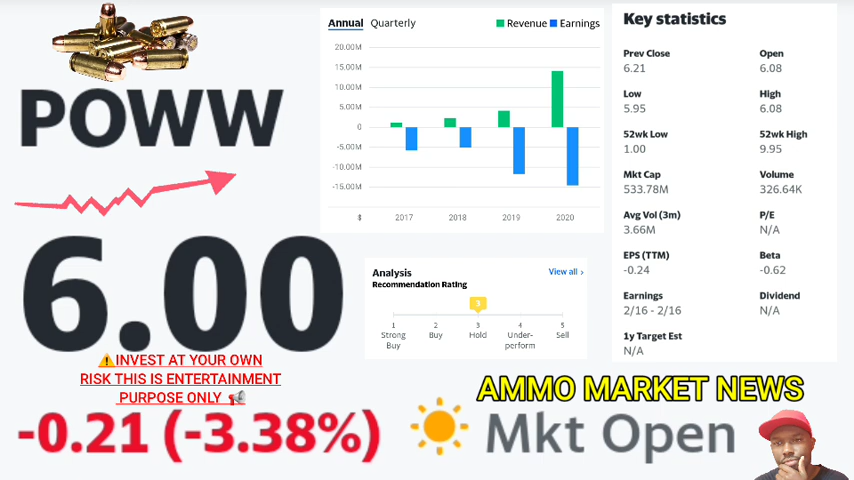 POWW
6.00
⚠️INVEST AT YOUR OWN
RISK THIS IS ENTERTAINMENT
PURPOSE ONLY 📢
-0.21 (-3.38%)
Annual Quarterly
Revenue Earnings
20.00M
15.00M
10.00M
5.00M
0
-5.00M
-10.00M
-15.00M
$ 2017 2018 2019 2020
Analysis View all >
Recommendation Rating
3
1 2 3 4 5
Strong Buy Hold Under- Sell
Buy perform
Key statistics
Prev Close Open
6.21 6.08
Low High
5.95 6.08
52wk Low 52wk High
1.00 9.95
Mkt Cap Volume
533.78M 326.64K
Avg Vol (3m) P/E
3.66M N/A
EPS (TTM) Beta
-0.24 -0.62
Earnings Dividend
2/16 - 2/16 N/A
1y Target Est
N/A
AMMO MARKET NEWS
Mkt Open